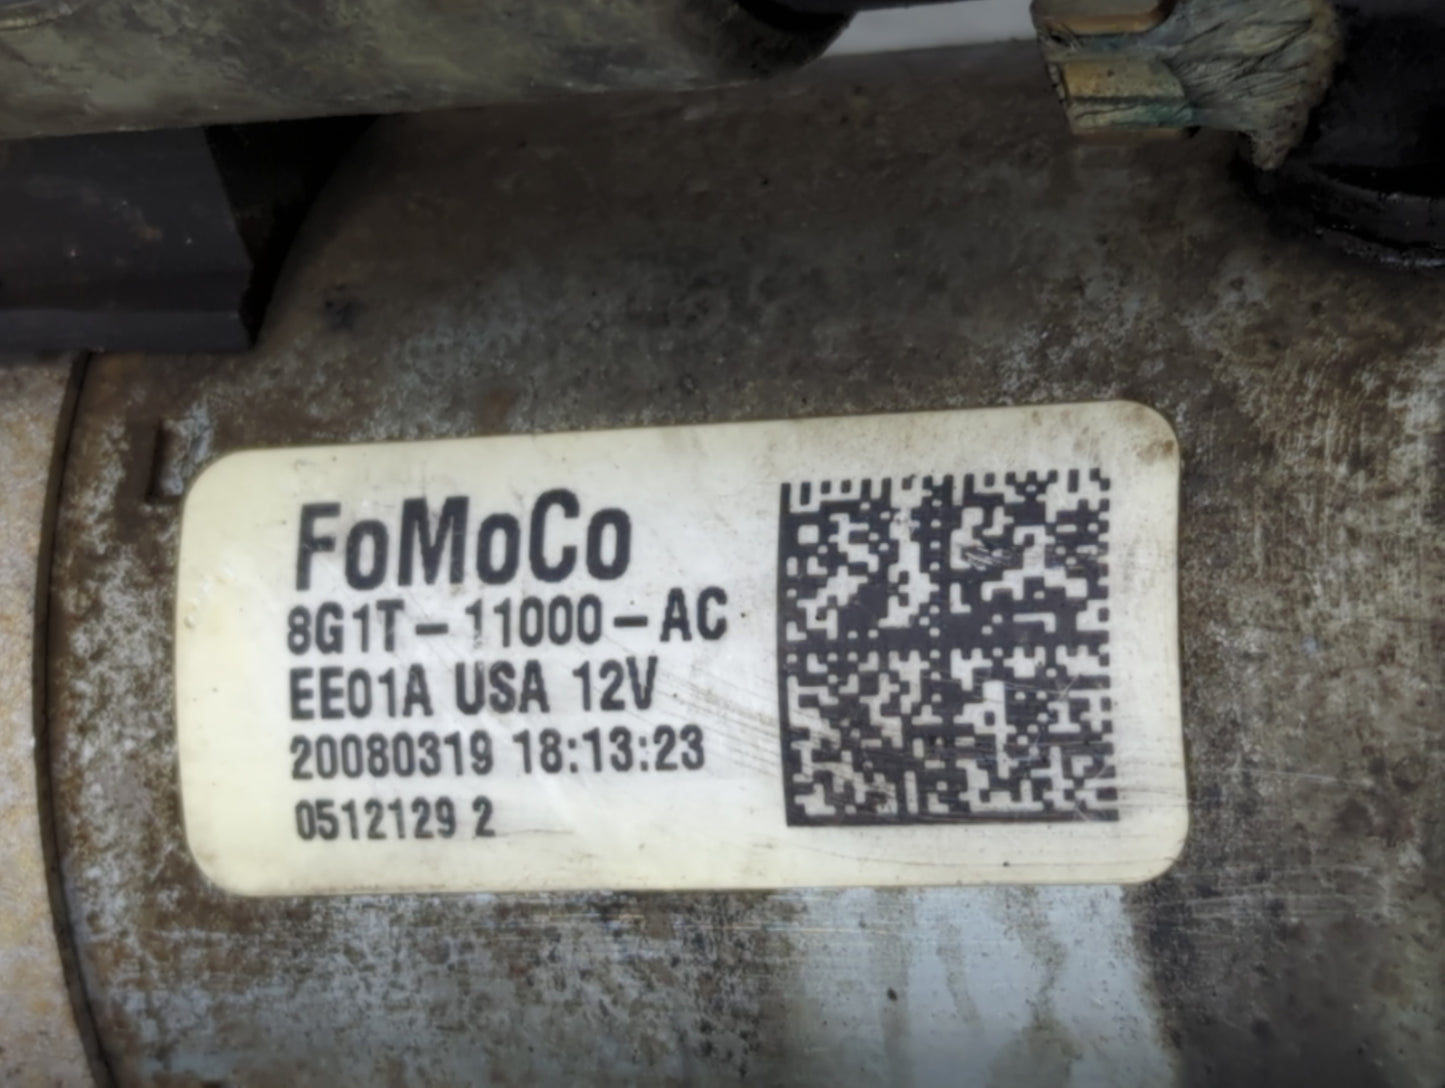 FoMoCo
8G1T-11000-AC
EE01A USA 12V
20080319 18:13:23
0512129 2